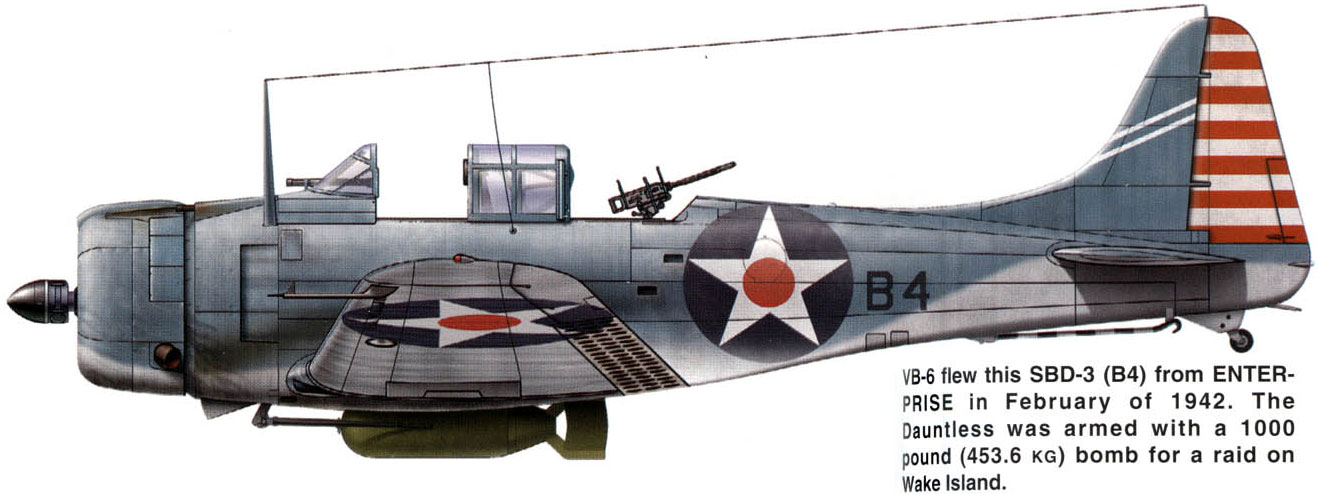 B4
VB-6 flew this SBD-3 (B4) from ENTER-
PRISE in February of 1942. The
Dauntless was armed with a 1000
pound (453.6 KG) bomb for a raid on
Wake Island.